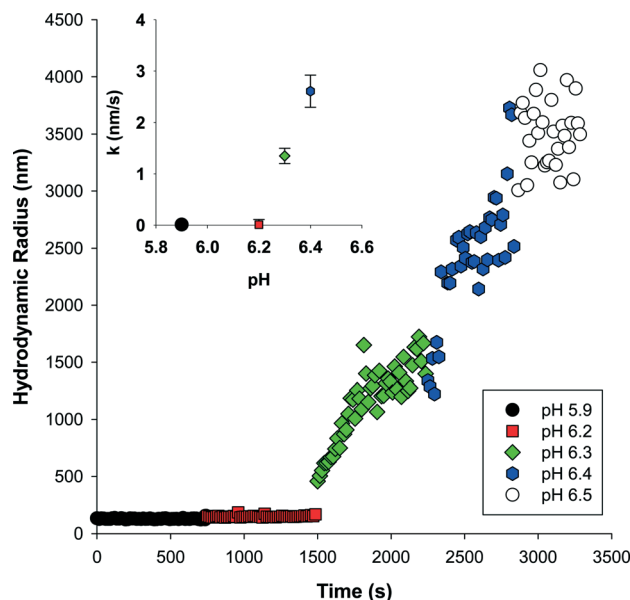 4500
4000
3500
3000
2500
2000
1500
1000
500
0
Hydrodynamic Radius (nm)
0 500 1000 1500 2000 2500 3000 3500
Time (s)
4
3
2
1
0
k (nm/s)
5.8 6.0 6.2 6.4 6.6
pH
pH 5.9
pH 6.2
pH 6.3
pH 6.4
pH 6.5